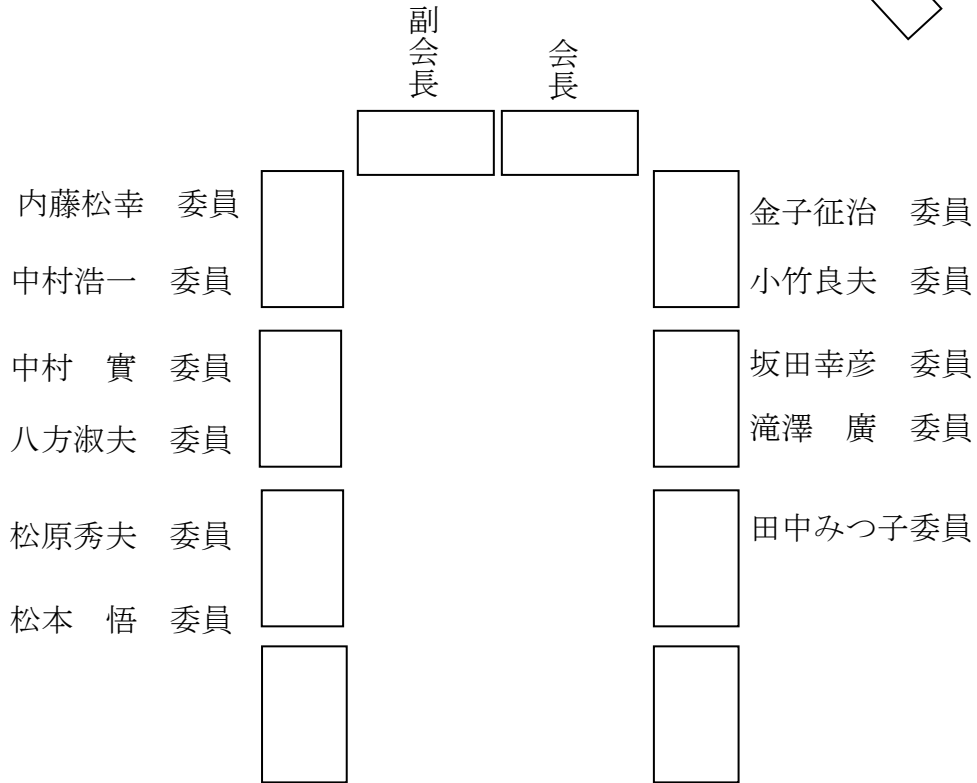 副会長
会長
内藤松幸　委員
中村浩一　委員
中村　實　委員
八方淑夫　委員
松原秀夫　委員
松本　悟　委員
金子征治　委員
小竹良夫　委員
坂田幸彦　委員
滝澤　廣　委員
田中みつ子委員